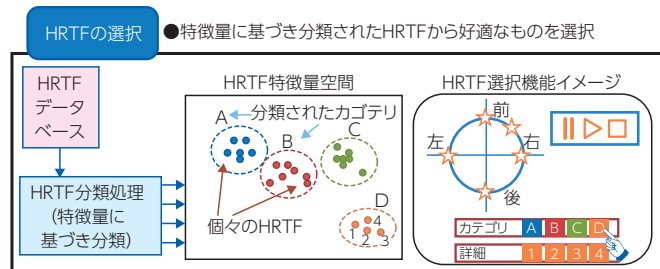 HRTFの選択
●特徴量に基づき分類されたHRTFから好適なものを選択
HRTF
データ
ベース
HRTF分類処理
(特徴量に
基づき分類)
HRTF特徴量空間
A
分類されたカゴテリ
B
C
個々のHRTF
D
4
1 2 3
HRTF選択機能イメージ
前
左
右
後
カテゴリ A B C D
詳細 1 2 3 4